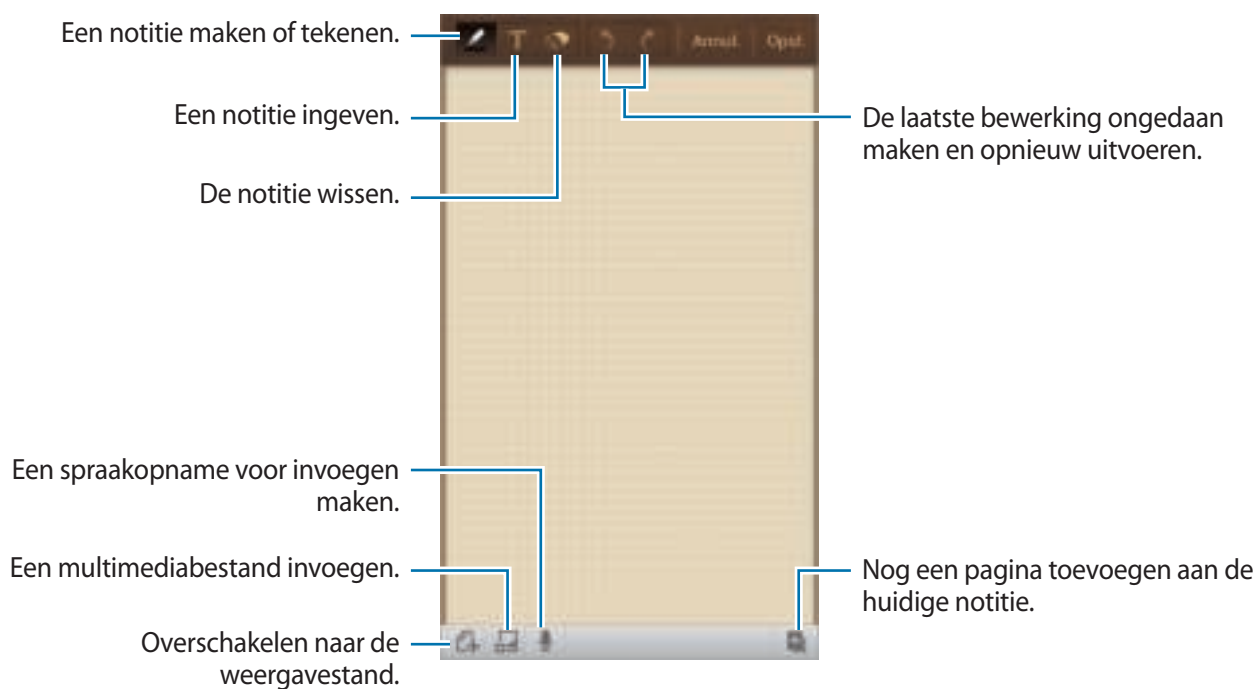 Een notitie maken of tekenen.
T
Annul. Opsl.
Een notitie ingeven.
De laatste bewerking ongedaan
maken en opnieuw uitvoeren.
De notitie wissen.
Een spraakopname voor invoegen
maken.
Een multimediabestand invoegen.
Nog een pagina toevoegen aan de
huidige notitie.
Overschakelen naar de
weergavestand.